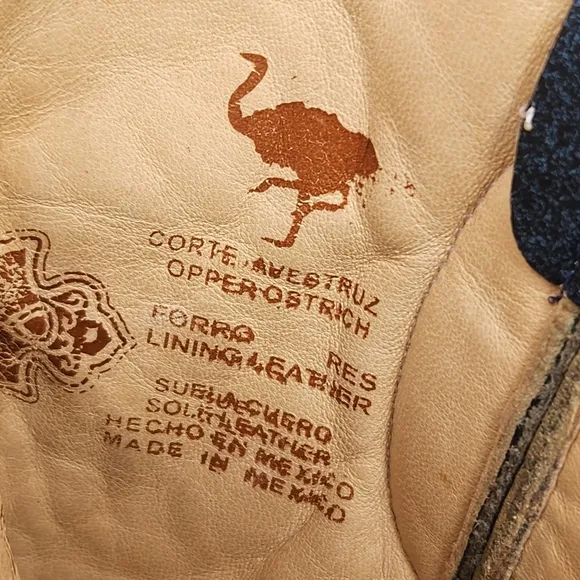 CORTE AVESTRUZ
OPPER OSTRICH
FORRO RES
LINING LEATHER
SUELA CUERO
SOLE LEATHER
HECHO EN MEXICO
MADE IN MEXICO